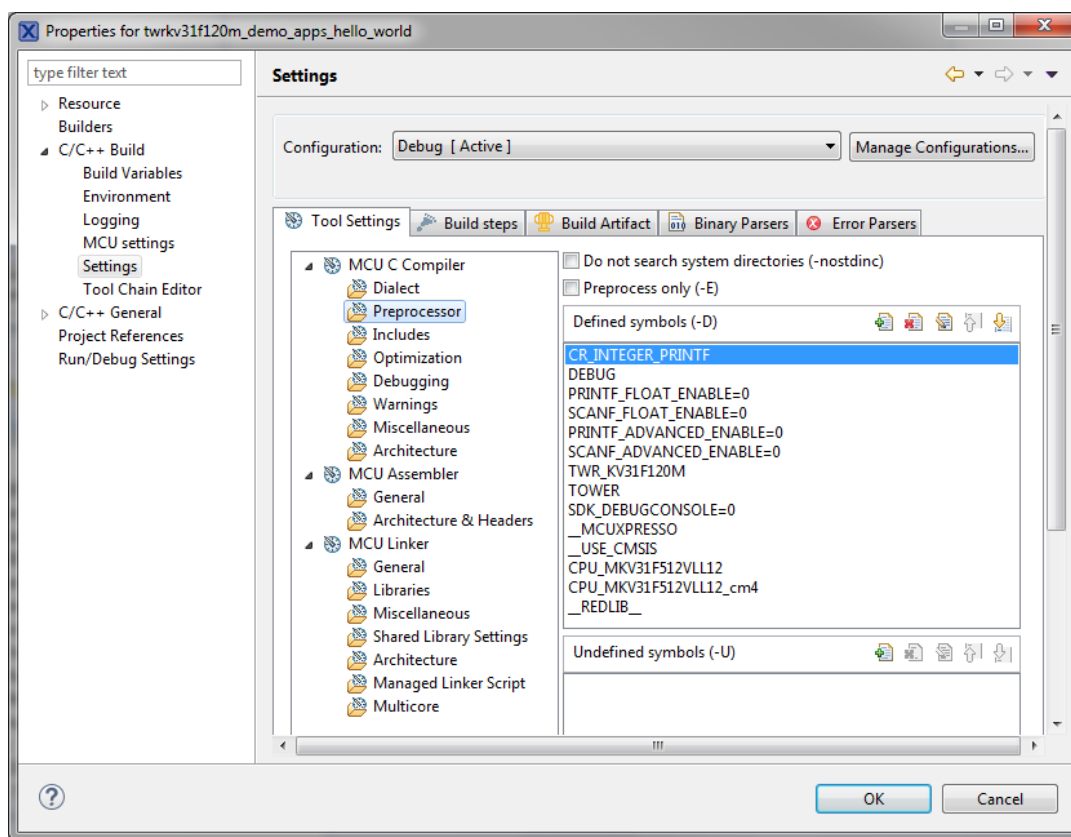 Properties for twrkv31f120m_demo_apps_hello_world
type filter text
Resource
Builders
C/C++ Build
Build Variables
Environment
Logging
MCU settings
Settings
Tool Chain Editor
C/C++ General
Project References
Run/Debug Settings
Settings
Configuration:
Debug [ Active ]
Manage Configurations...
Tool Settings
Build steps
Build Artifact
Binary Parsers
Error Parsers
MCU C Compiler
Dialect
Preprocessor
Includes
Optimization
Debugging
Warnings
Miscellaneous
Architecture
MCU Assembler
General
Architecture & Headers
MCU Linker
General
Libraries
Miscellaneous
Shared Library Settings
Architecture
Managed Linker Script
Multicore
Do not search system directories (-nostdinc)
Preprocess only (-E)
Defined symbols (-D)
CR_INTEGER_PRINTF
DEBUG
PRINTF_FLOAT_ENABLE=0
SCANF_FLOAT_ENABLE=0
PRINTF_ADVANCED_ENABLE=0
SCANF_ADVANCED_ENABLE=0
TWR_KV31F120M
TOWER
SDK_DEBUGCONSOLE=0
__MCUXPRESSO
__USE_CMSIS
CPU_MKV31F512VLL12
CPU_MKV31F512VLL12_cm4
__REDLIB__
Undefined symbols (-U)
OK
Cancel